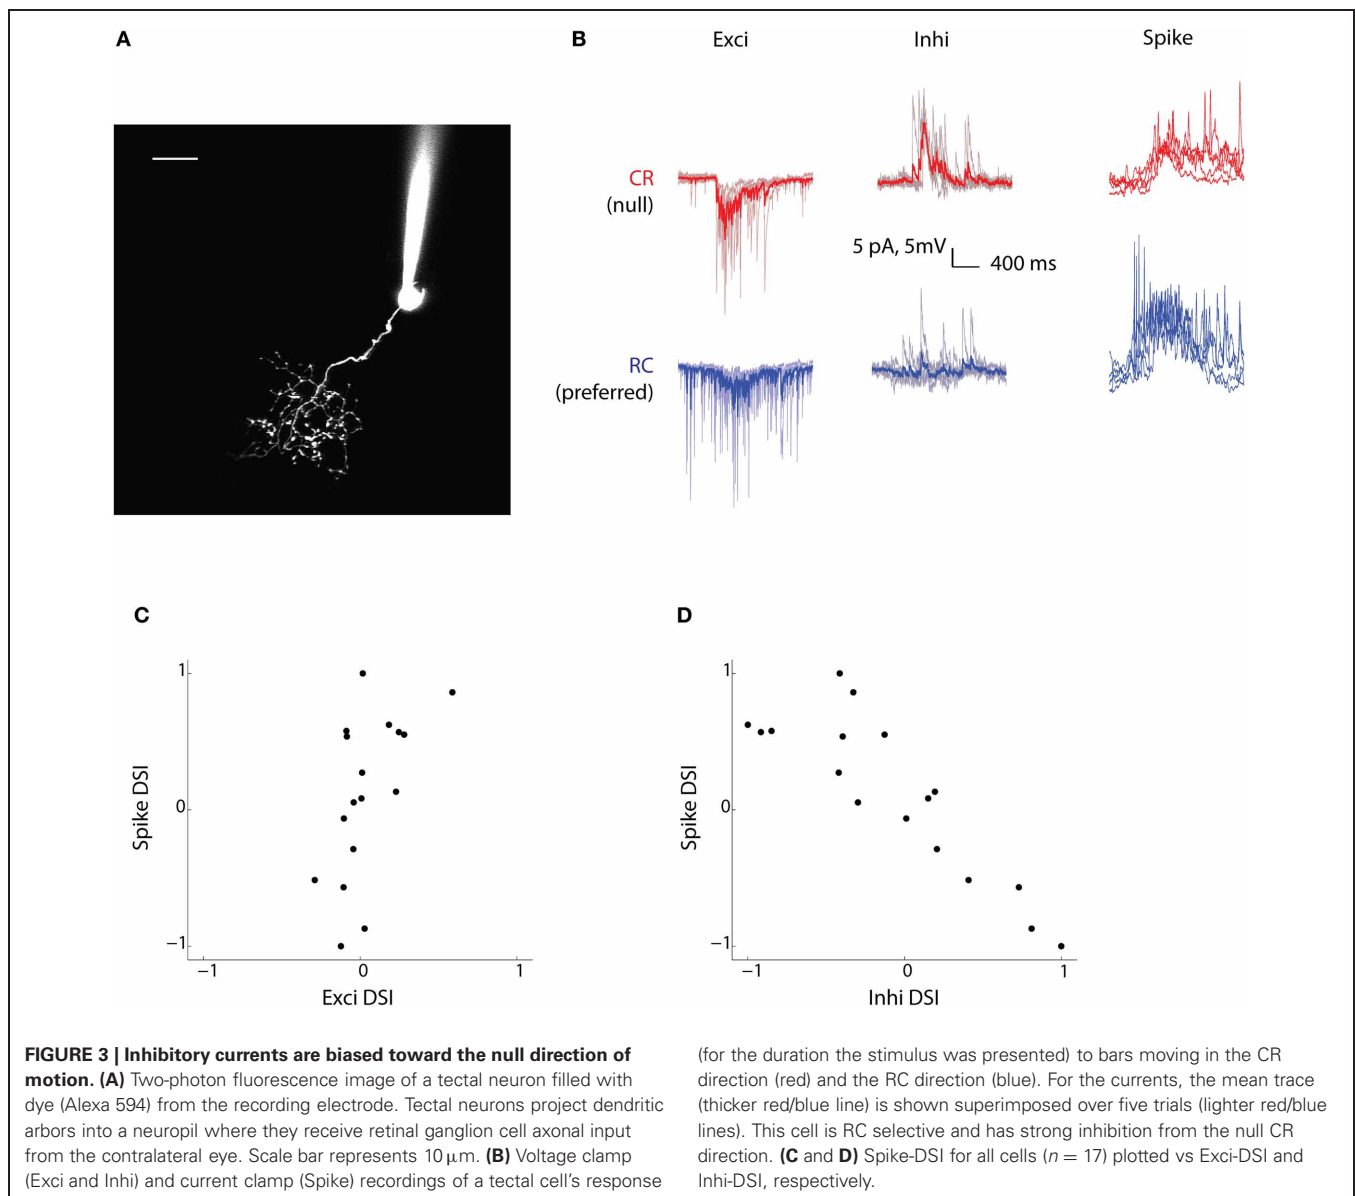 A
B
Exci
Inhi
Spike
CR
(null)
5 pA, 5mV
400 ms
RC
(preferred)
C
D
1
0
−1
Spike DSI
−1
0
1
Exci DSI
1
0
−1
Spike DSI
−1
0
1
Inhi DSI
FIGURE 3 | Inhibitory currents are biased toward the null direction of
motion. (A) Two-photon fluorescence image of a tectal neuron filled with
dye (Alexa 594) from the recording electrode. Tectal neurons project dendritic
arbors into a neuropil where they receive retinal ganglion cell axonal input
from the contralateral eye. Scale bar represents 10 μm. (B) Voltage clamp
(Exci and Inhi) and current clamp (Spike) recordings of a tectal cell’s response
(for the duration the stimulus was presented) to bars moving in the CR
direction (red) and the RC direction (blue). For the currents, the mean trace
(thicker red/blue line) is shown superimposed over five trials (lighter red/blue
lines). This cell is RC selective and has strong inhibition from the null CR
direction. (C and D) Spike-DSI for all cells (n = 17) plotted vs Exci-DSI and
Inhi-DSI, respectively.